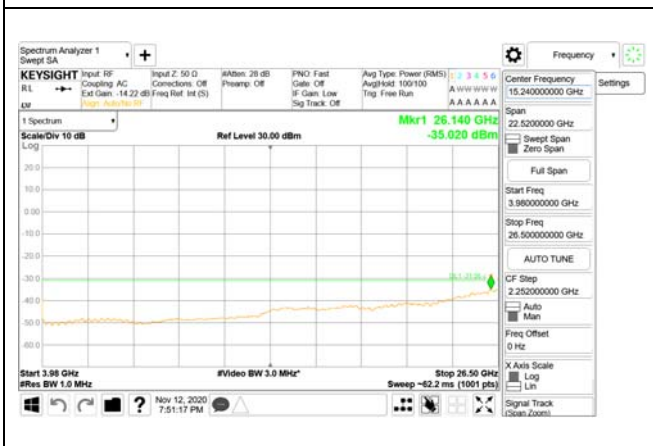 Spectrum Analyzer 1
Swept SA
Frequency
KEYSIGHT
RL
Input: RF
Coupling: AC
Ext Gain: -14.22 dB
Align: Auto/No RF
Input Z: 50 Ω
Corrections: Off
Freq Ref: Int (S)
#Atten: 28 dB
Preamp: Off
PNO: Fast
Gate: Off
IF Gain: Low
Sig Track: Off
Avg Type: Power (RMS)
Avg|Hold: 100/100
Trig: Free Run
1 2 3 4 5 6
A W W W W W
A A A A A A
1 Spectrum
Scale/Div 10 dB
Log
Ref Level 30.00 dBm
Mkr1 26.140 GHz
-35.020 dBm
20.0
10.0
0.00
-10.0
-20.0
-30.0
-40.0
-50.0
-60.0
Start 3.98 GHz
#Res BW 1.0 MHz
#Video BW 3.0 MHz*
Stop 26.50 GHz
Sweep ~62.2 ms (1001 pts)
Nov 12, 2020
7:51:17 PM
Center Frequency
15.240000000 GHz
Settings
Span
22.5200000 GHz
Swept Span
Zero Span
Full Span
Start Freq
3.980000000 GHz
Stop Freq
26.500000000 GHz
AUTO TUNE
CF Step
2.252000000 GHz
Auto
Man
Freq Offset
0 Hz
X Axis Scale
Log
Lin
Signal Track
(Span Zoom)